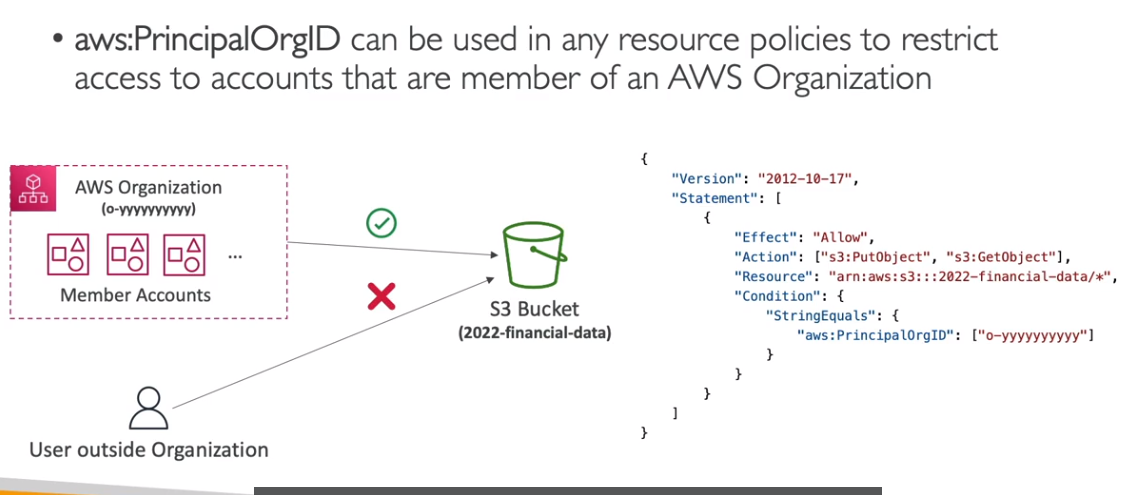 • aws:PrincipalOrgID can be used in any resource policies to restrict
access to accounts that are member of an AWS Organization
AWS Organization
(o-yyyyyyyyyy)
...
Member Accounts
S3 Bucket
(2022-financial-data)
User outside Organization
{
"Version": "2012-10-17",
"Statement": [
{
"Effect": "Allow",
"Action": ["s3:PutObject", "s3:GetObject"],
"Resource": "arn:aws:s3:::2022-financial-data/*",
"Condition": {
"StringEquals": {
"aws:PrincipalOrgID": ["o-yyyyyyyyyy"]
}
}
}
]
}